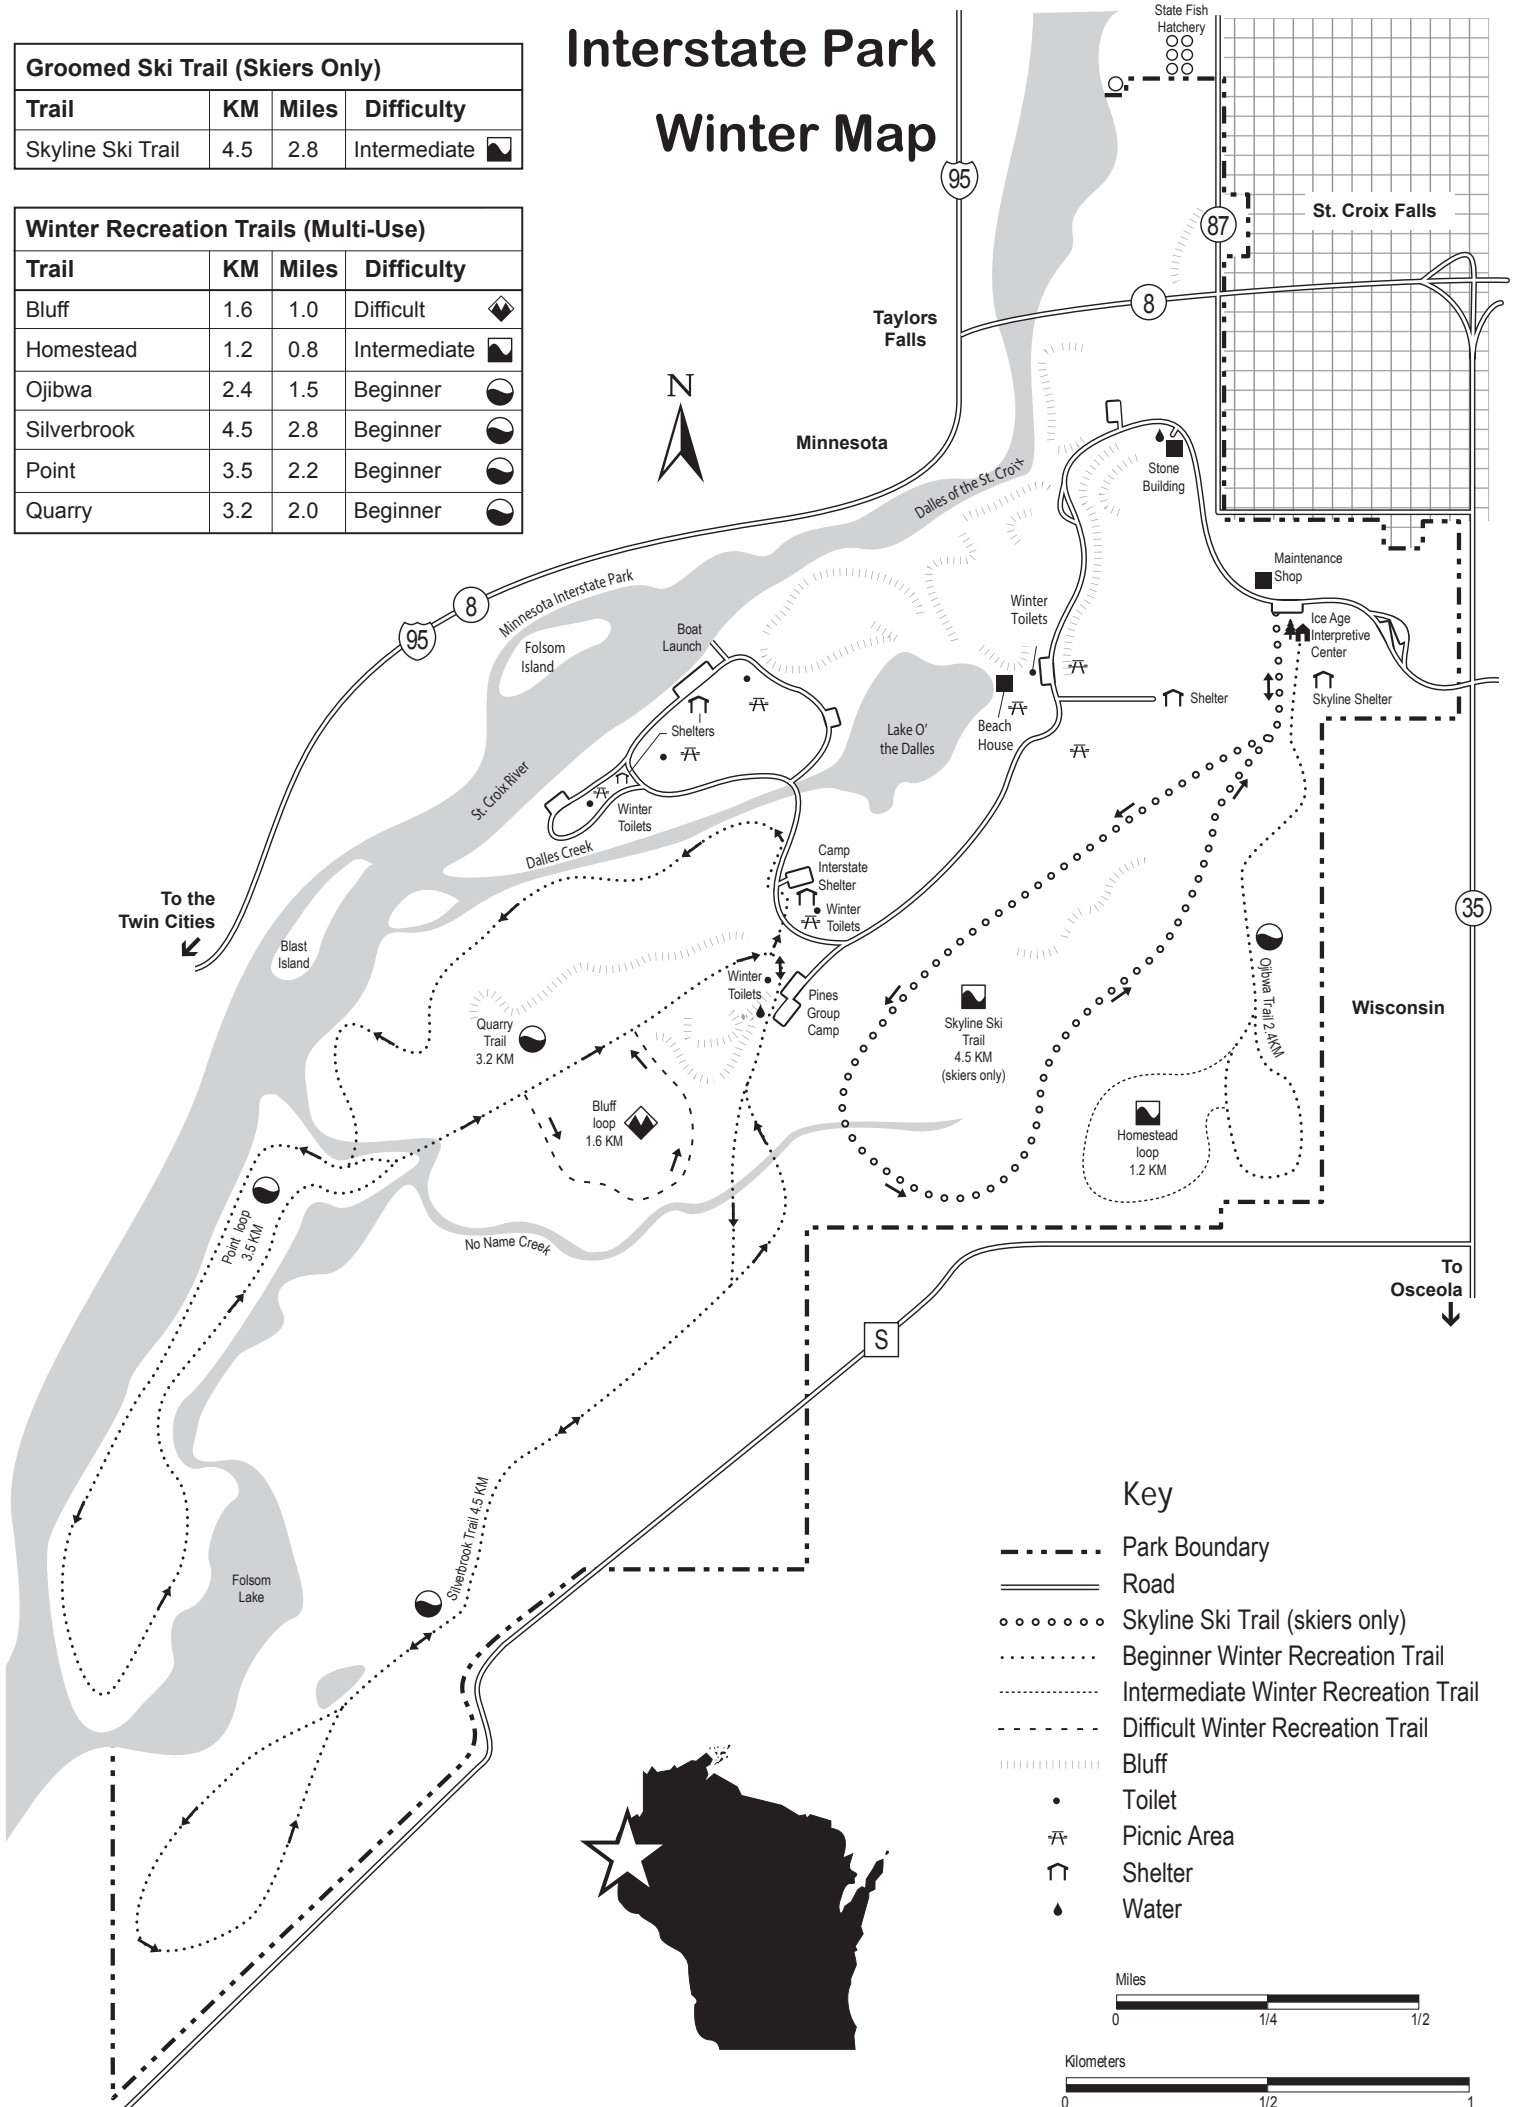 Interstate Park
Winter Map
Groomed Ski Trail (Skiers Only)
Trail KM Miles Difficulty
Skyline Ski Trail 4.5 2.8 Intermediate
Winter Recreation Trails (Multi-Use)
Trail KM Miles Difficulty
Bluff 1.6 1.0 Difficult
Homestead 1.2 0.8 Intermediate
Ojibwa 2.4 1.5 Beginner
Silverbrook 4.5 2.8 Beginner
Point 3.5 2.2 Beginner
Quarry 3.2 2.0 Beginner
State Fish
Hatchery
95
87
St. Croix Falls
8
Taylors
Falls
N
Minnesota
Dalles of the St. Croix
Stone
Building
Maintenance
Shop
Ice Age
Interpretive
Center
Skyline Shelter
8
95
Minnesota Interstate Park
Folsom
Island
Boat
Launch
Winter
Toilets
Shelter
Shelters
Lake O'
the Dalles
Beach
House
St. Croix River
Winter
Toilets
Dalles Creek
Camp
Interstate
Shelter
Winter
Toilets
To the
Twin Cities
Blast
Island
35
Winter
Toilets
Pines
Group
Camp
Quarry
Trail
3.2 KM
Skyline Ski
Trail
4.5 KM
(skiers only)
Ojibwa Trail 2.4KM
Wisconsin
Bluff
loop
1.6 KM
Homestead
loop
1.2 KM
Point loop
3.5 KM
No Name Creek
To
Osceola
S
Silverbrook Trail 4.5 KM
Folsom
Lake
Key
Park Boundary
Road
Skyline Ski Trail (skiers only)
Beginner Winter Recreation Trail
Intermediate Winter Recreation Trail
Difficult Winter Recreation Trail
Bluff
Toilet
Picnic Area
Shelter
Water
Miles
0 1/4 1/2
Kilometers
0 1/2 1